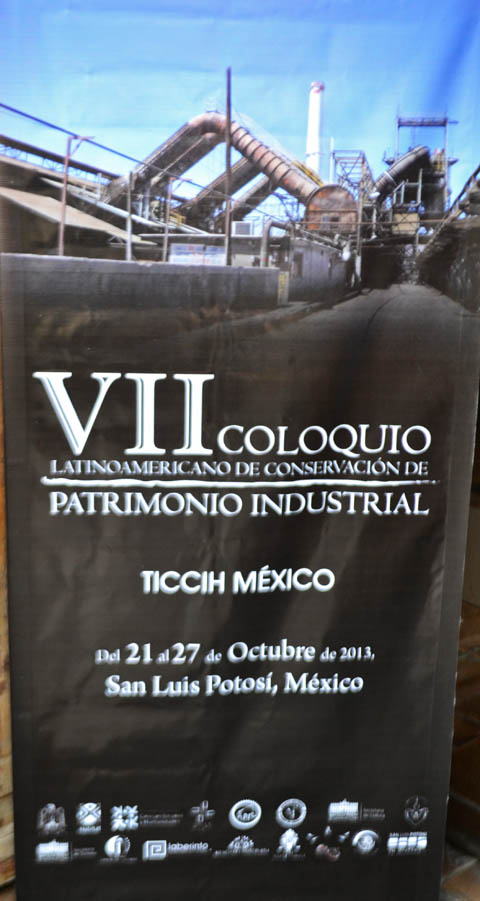 VII COLOQUIO
LATINOAMERICANO DE CONSERVACIÓN DE
PATRIMONIO INDUSTRIAL
TICCIH MÉXICO
Del 21 al 27 de Octubre de 2013,
San Luis Potosí, México
laberinto